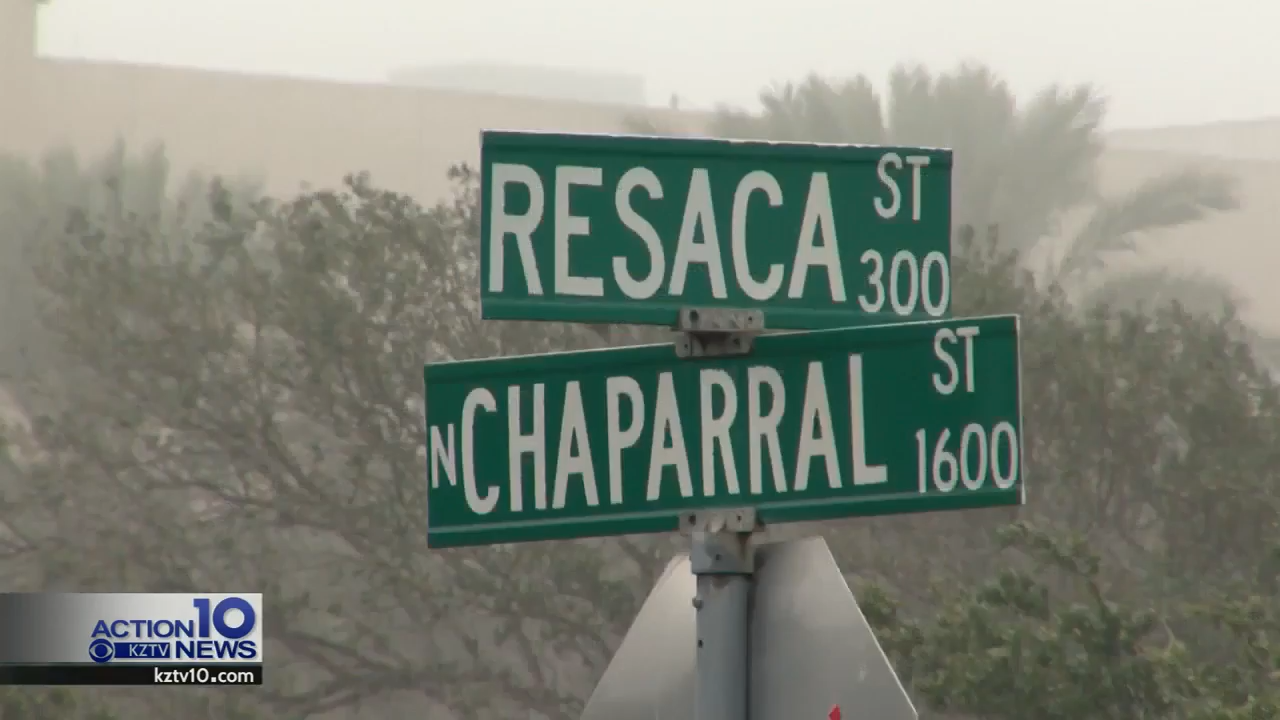 RESACA ST
300
N CHAPARRAL ST
1600
ACTION 10
KZTV NEWS
kztv10.com